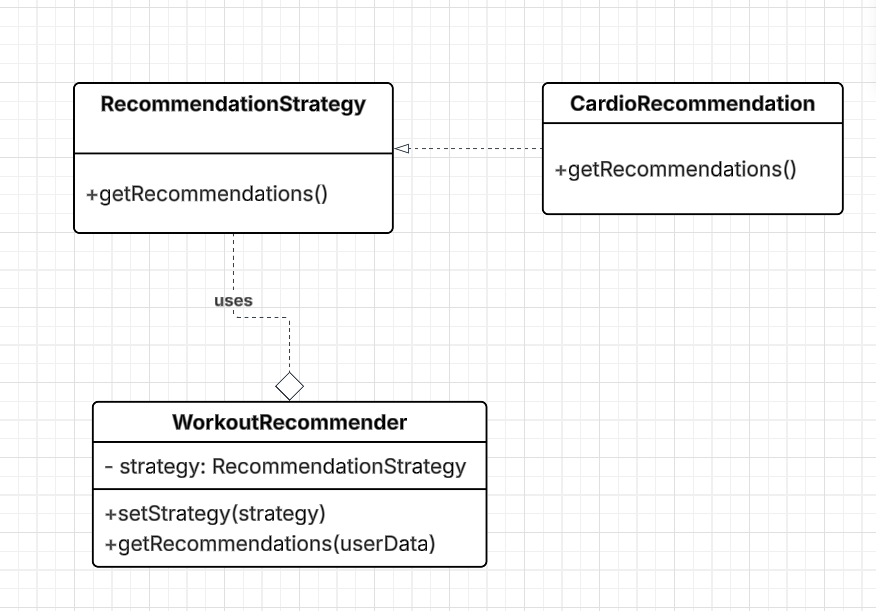 RecommendationStrategy
+getRecommendations()
CardioRecommendation
+getRecommendations()
uses
WorkoutRecommender
- strategy: RecommendationStrategy
+setStrategy(strategy)
+getRecommendations(userData)